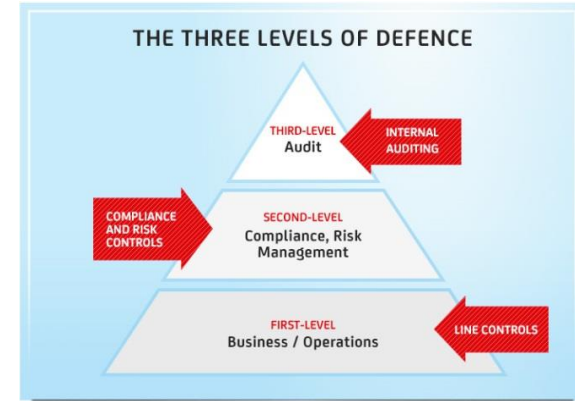 THE THREE LEVELS OF DEFENCE
THIRD-LEVEL
Audit
INTERNAL
AUDITING
COMPLIANCE
AND RISK
CONTROLS
SECOND-LEVEL
Compliance, Risk
Management
FIRST-LEVEL
Business / Operations
LINE CONTROLS